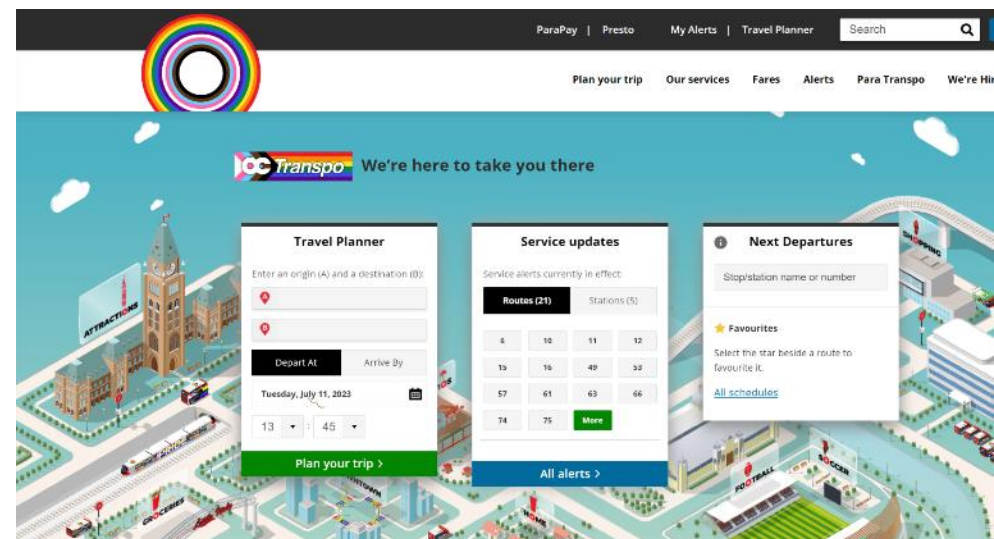 ParaPay | Presto My Alerts | Travel Planner Search
Plan your trip Our services Fares Alerts Para Transpo We're Hir
OC Transpo We're here to take you there
Travel Planner
Enter an origin (A) and a destination (B):
A
B
Depart At Arrive By
Tuesday, July 11, 2023
13 : 45
Plan your trip >
Service updates
Service alerts currently in effect:
Routes (21) Stations (5)
6 10 11 12
15 16 49 53
57 61 63 66
74 75 More
All alerts >
Next Departures
Stop/station name or number
Favourites
Select the star beside a route to
favourite it.
All schedules
ATTRACTIONS
SHOPPING
GROCERIES
HOME
FOOTBALL
SOCCER